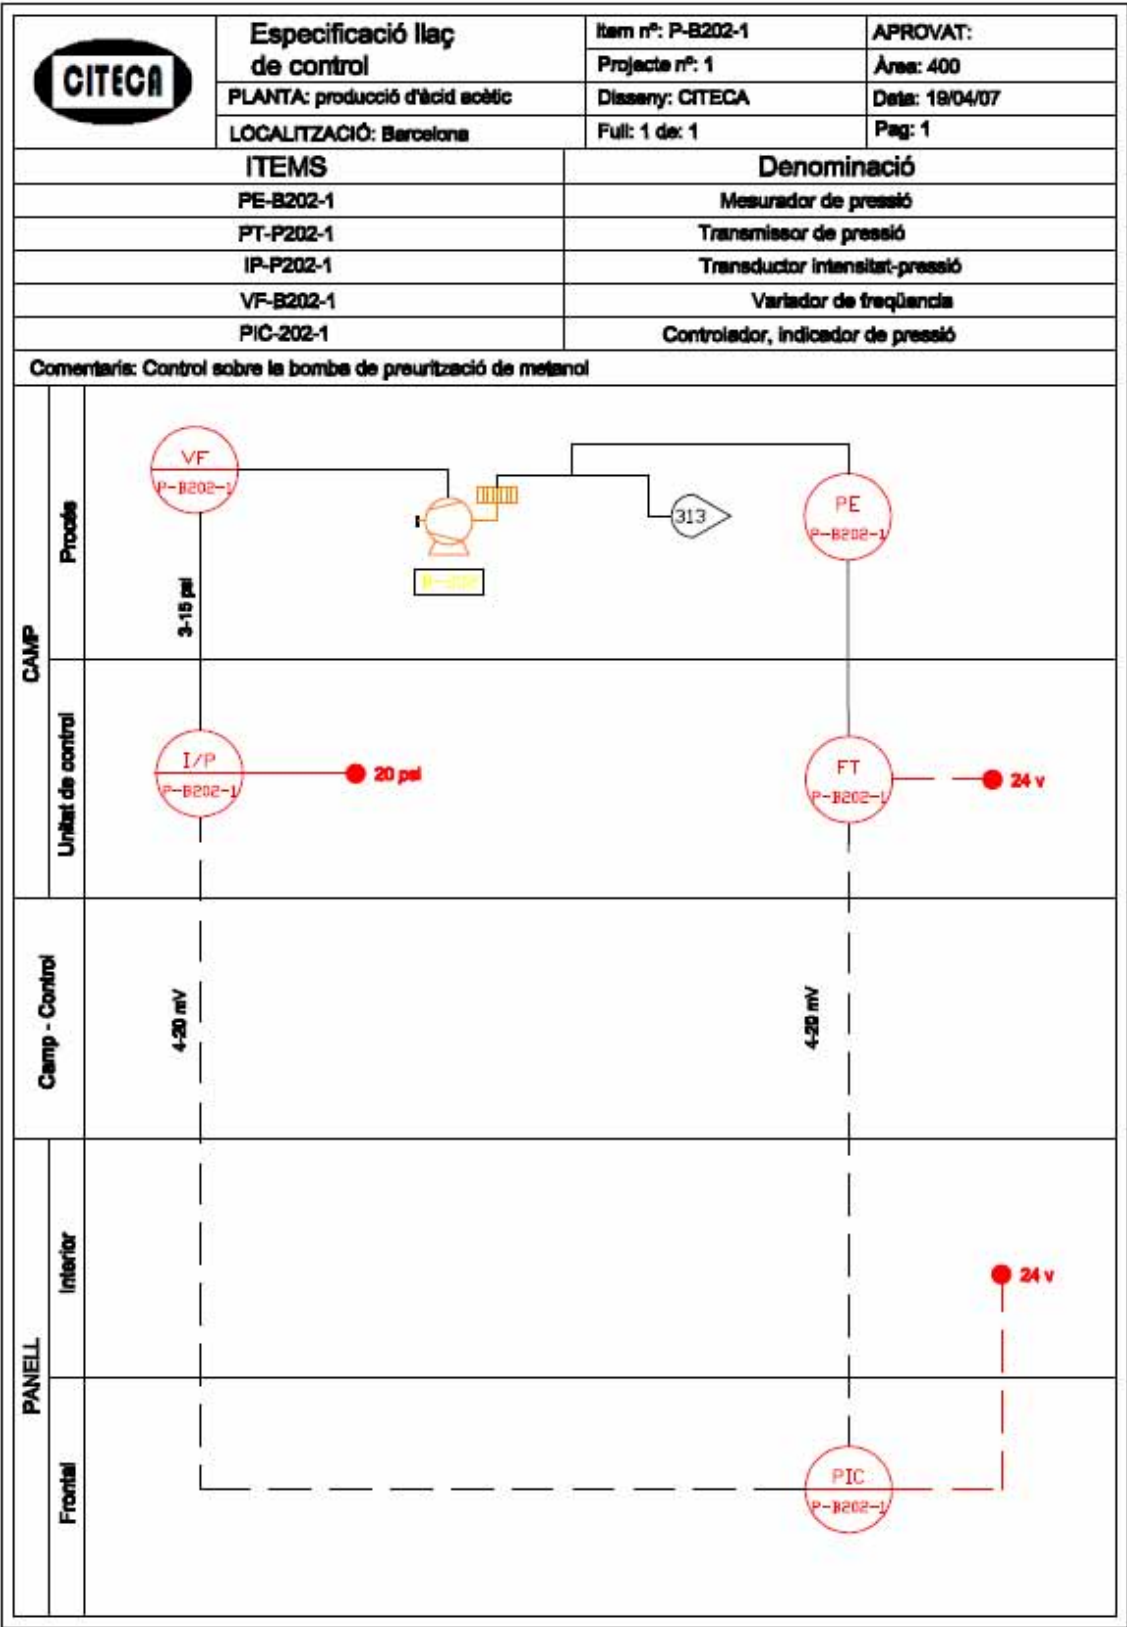 CITECA
Especificació llaç
de control
PLANTA: producció d'àcid acètic
LOCALITZACIÓ: Barcelona
Item nº: P-B202-1
Projecte nº: 1
Disseny: CITECA
Full: 1 de: 1
APROVAT:
Àrea: 400
Data: 19/04/07
Pag: 1
ITEMS Denominació
PE-B202-1 Mesurador de pressió
PT-P202-1 Transmissor de pressió
IP-P202-1 Transductor intensitat-pressió
VF-B202-1 Variador de freqüencia
PIC-202-1 Controlador, indicador de pressió
Comentaris: Control sobre la bomba de preurització de metanol
CAMP
Procés
VF
P-B202-1
313
PE
P-B202-1
3-15 psi
Unitat de control
I/P
P-B202-1
20 psi
FT
P-B202-1
24 v
Camp - Control
4-20 mV
4-20 mV
PANELL
Interior
24 v
Frontal
PIC
P-B202-1